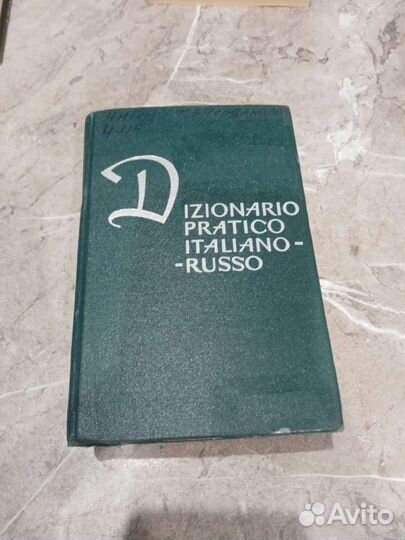 DIZIONARIO
PRATICO
ITALIANO-
-RUSSO
Avito